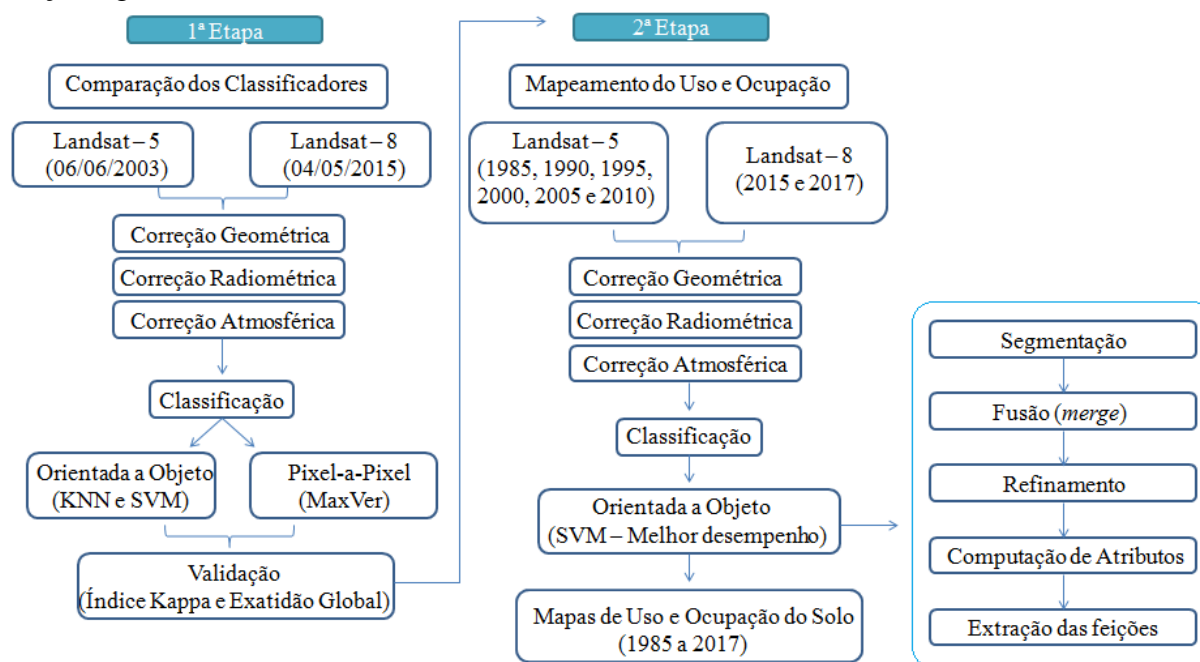 1ª Etapa
Comparação dos Classificadores
Landsat – 5
(06/06/2003)
Landsat – 8
(04/05/2015)
Correção Geométrica
Correção Radiométrica
Correção Atmosférica
Classificação
Orientada a Objeto
(KNN e SVM)
Pixel-a-Pixel
(MaxVer)
Validação
(Índice Kappa e Exatidão Global)
2ª Etapa
Mapeamento do Uso e Ocupação
Landsat – 5
(1985, 1990, 1995,
2000, 2005 e 2010)
Landsat – 8
(2015 e 2017)
Correção Geométrica
Correção Radiométrica
Correção Atmosférica
Classificação
Orientada a Objeto
(SVM – Melhor desempenho)
Mapas de Uso e Ocupação do Solo
(1985 a 2017)
Segmentação
Fusão (merge)
Refinamento
Computação de Atributos
Extração das feições